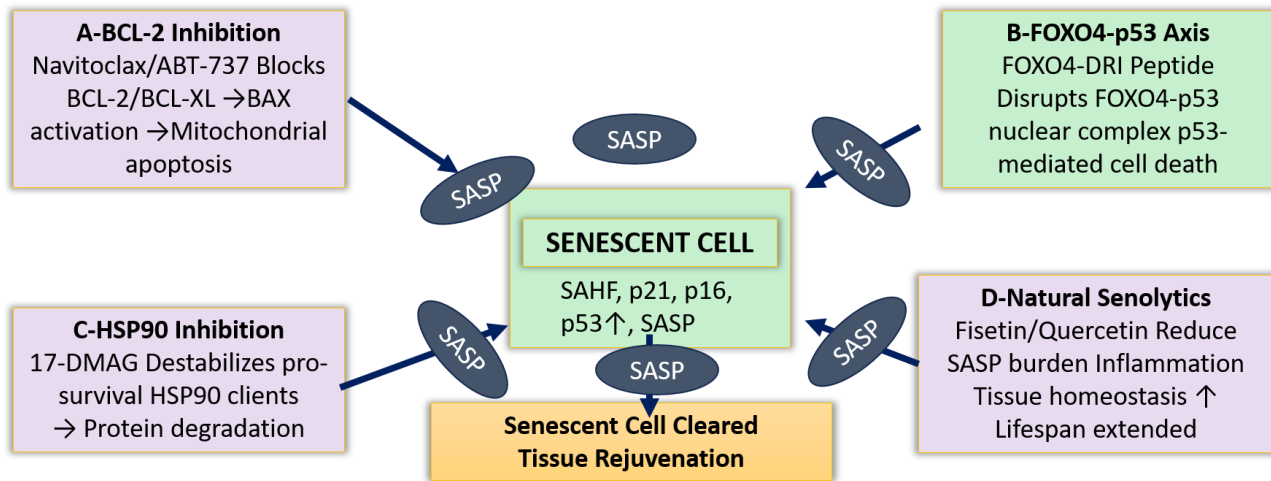 A-BCL-2 Inhibition
Navitoclax/ABT-737 Blocks
BCL-2/BCL-XL →BAX
activation →Mitochondrial
apoptosis
B-FOXO4-p53 Axis
FOXO4-DRI Peptide
Disrupts FOXO4-p53
nuclear complex p53-
mediated cell death
SASP
SASP
SASP
SENESCENT CELL
SAHF, p21, p16,
p53↑, SASP
C-HSP90 Inhibition
17-DMAG Destabilizes pro-
survival HSP90 clients
→ Protein degradation
SASP
SASP
SASP
D-Natural Senolytics
Fisetin/Quercetin Reduce
SASP burden Inflammation
Tissue homeostasis ↑
Lifespan extended
Senescent Cell Cleared
Tissue Rejuvenation